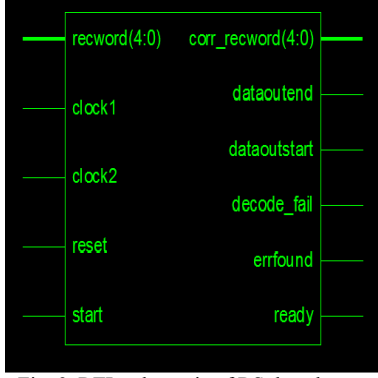 recword(4:0) corr_recword(4:0)
clock1
dataoutend
dataoutstart
clock2
decode_fail
reset
errfound
start ready